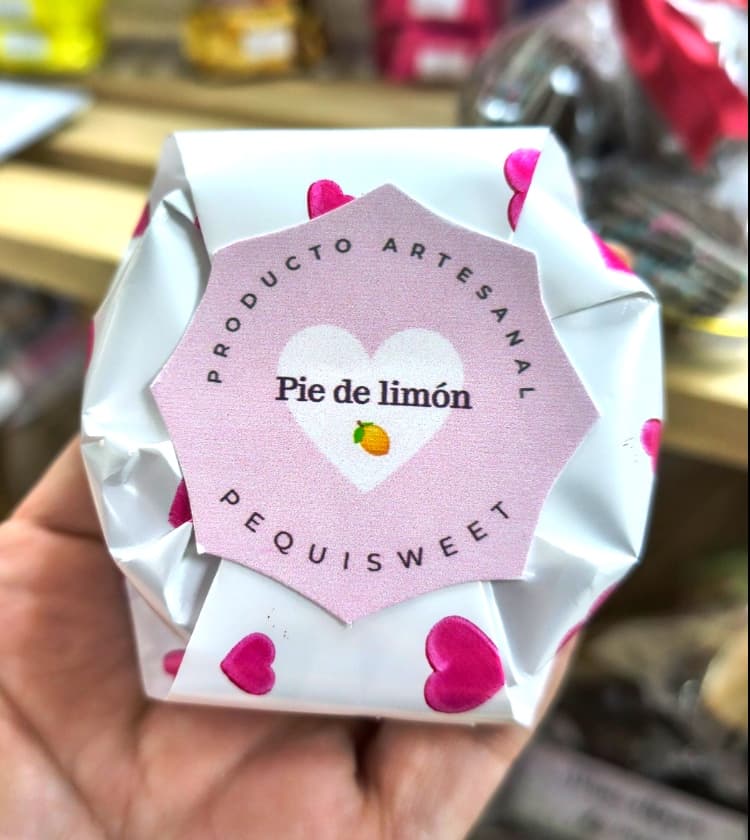 PRODUCTO ARTESANAL
Pie de limón
PEQUISWEET